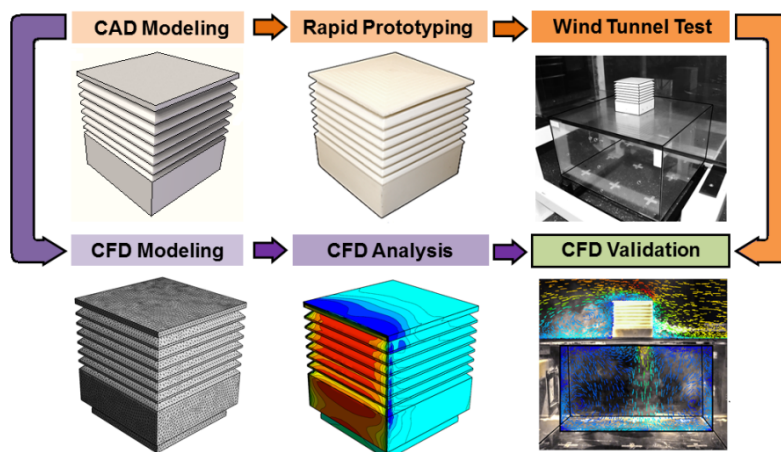 CAD Modeling
Rapid Prototyping
Wind Tunnel Test
CFD Modeling
CFD Analysis
CFD Validation